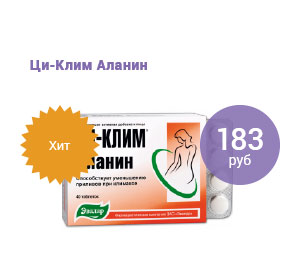 Ци-Клим Аланин
Хит
183
руб
-КЛИМ®
ланин
Способствует уменьшению
приливов при климаксе
40 таблеток
Эвалар